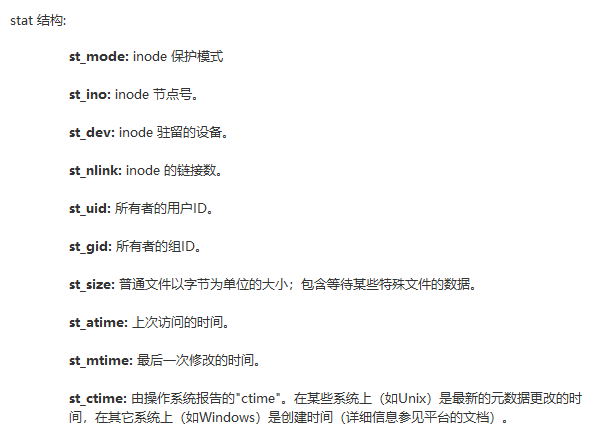 stat 结构:
st_mode: inode 保护模式
st_ino: inode 节点号。
st_dev: inode 驻留的设备。
st_nlink: inode 的链接数。
st_uid: 所有者的用户ID。
st_gid: 所有者的组ID。
st_size: 普通文件以字节为单位的大小；包含等待某些特殊文件的数据。
st_atime: 上次访问的时间。
st_mtime: 最后一次修改的时间。
st_ctime: 由操作系统报告的"ctime"。在某些系统上（如Unix）是最新的元数据更改的时
间，在其它系统上（如Windows）是创建时间（详细信息参见平台的文档）。